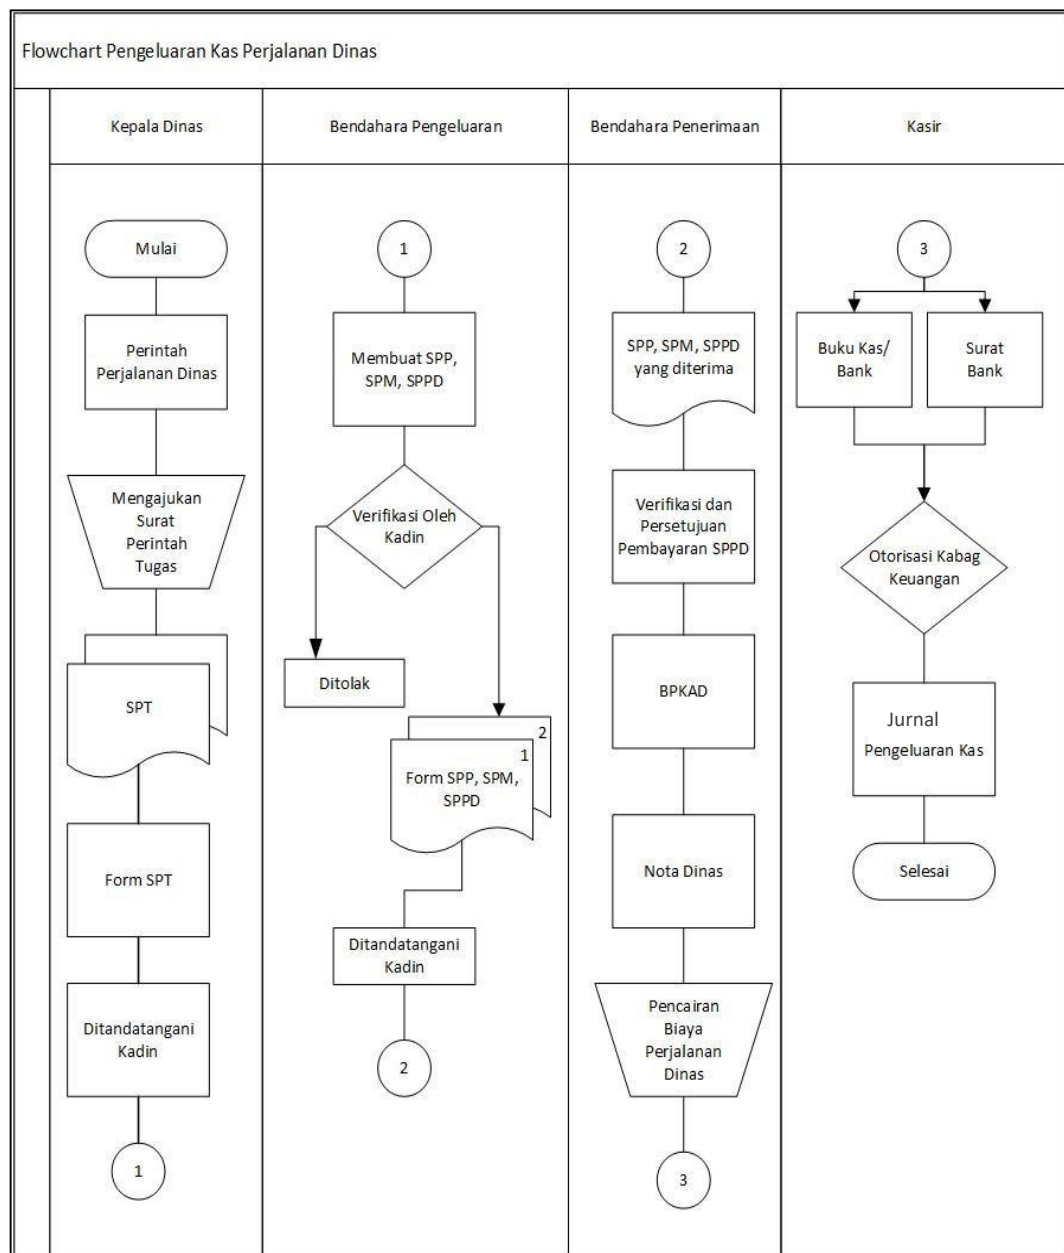 Flowchart Pengeluaran Kas Perjalanan Dinas
Kepala Dinas
Bendahara Pengeluaran
Bendahara Penerimaan
Kasir
Mulai
Perintah
Perjalanan Dinas
Mengajukan
Surat
Perintah
Tugas
SPT
Form SPT
Ditandatangani
Kadin
1
1
Membuat SPP,
SPM, SPPD
Verifikasi Oleh
Kadin
Ditolak
2
1
Form SPP, SPM,
SPPD
Ditandatangani
Kadin
2
2
SPP, SPM, SPPD
yang diterima
Verifikasi dan
Persetujuan
Pembayaran SPPD
BPKAD
Nota Dinas
Pencairan
Biaya
Perjalanan
Dinas
3
3
Buku Kas/
Bank
Surat
Bank
Otorisasi Kabag
Keuangan
Jurnal
Pengeluaran Kas
Selesai